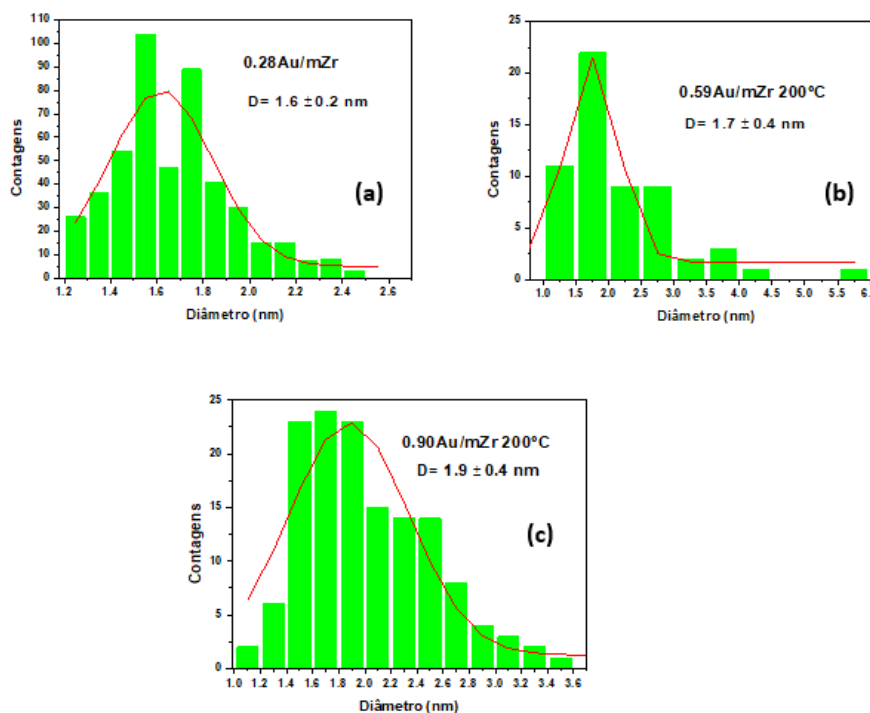 110
100
90
80
70
60
50
40
30
20
10
0
Contagens
0.28Au/mZr
D= 1.6 ±0.2 nm
(a)
1.2 1.4 1.6 1.8 2.0 2.2 2.4 2.6
Diâmetro (nm)
25
20
15
10
5
0
Contagens
0.59Au/mZr 200ºC
D= 1.7 ±0.4 nm
(b)
1.0 1.5 2.0 2.5 3.0 3.5 4.0 4.5 5.0 5.5 6.
Diâmetro (nm)
25
20
15
10
5
0
Contagens
0.90Au/mZr 200ºC
D= 1.9 ±0.4 nm
(c)
1.0 1.2 1.4 1.6 1.8 2.0 2.2 2.4 2.6 2.8 3.0 3.2 3.4 3.6
Diâmetro (nm)